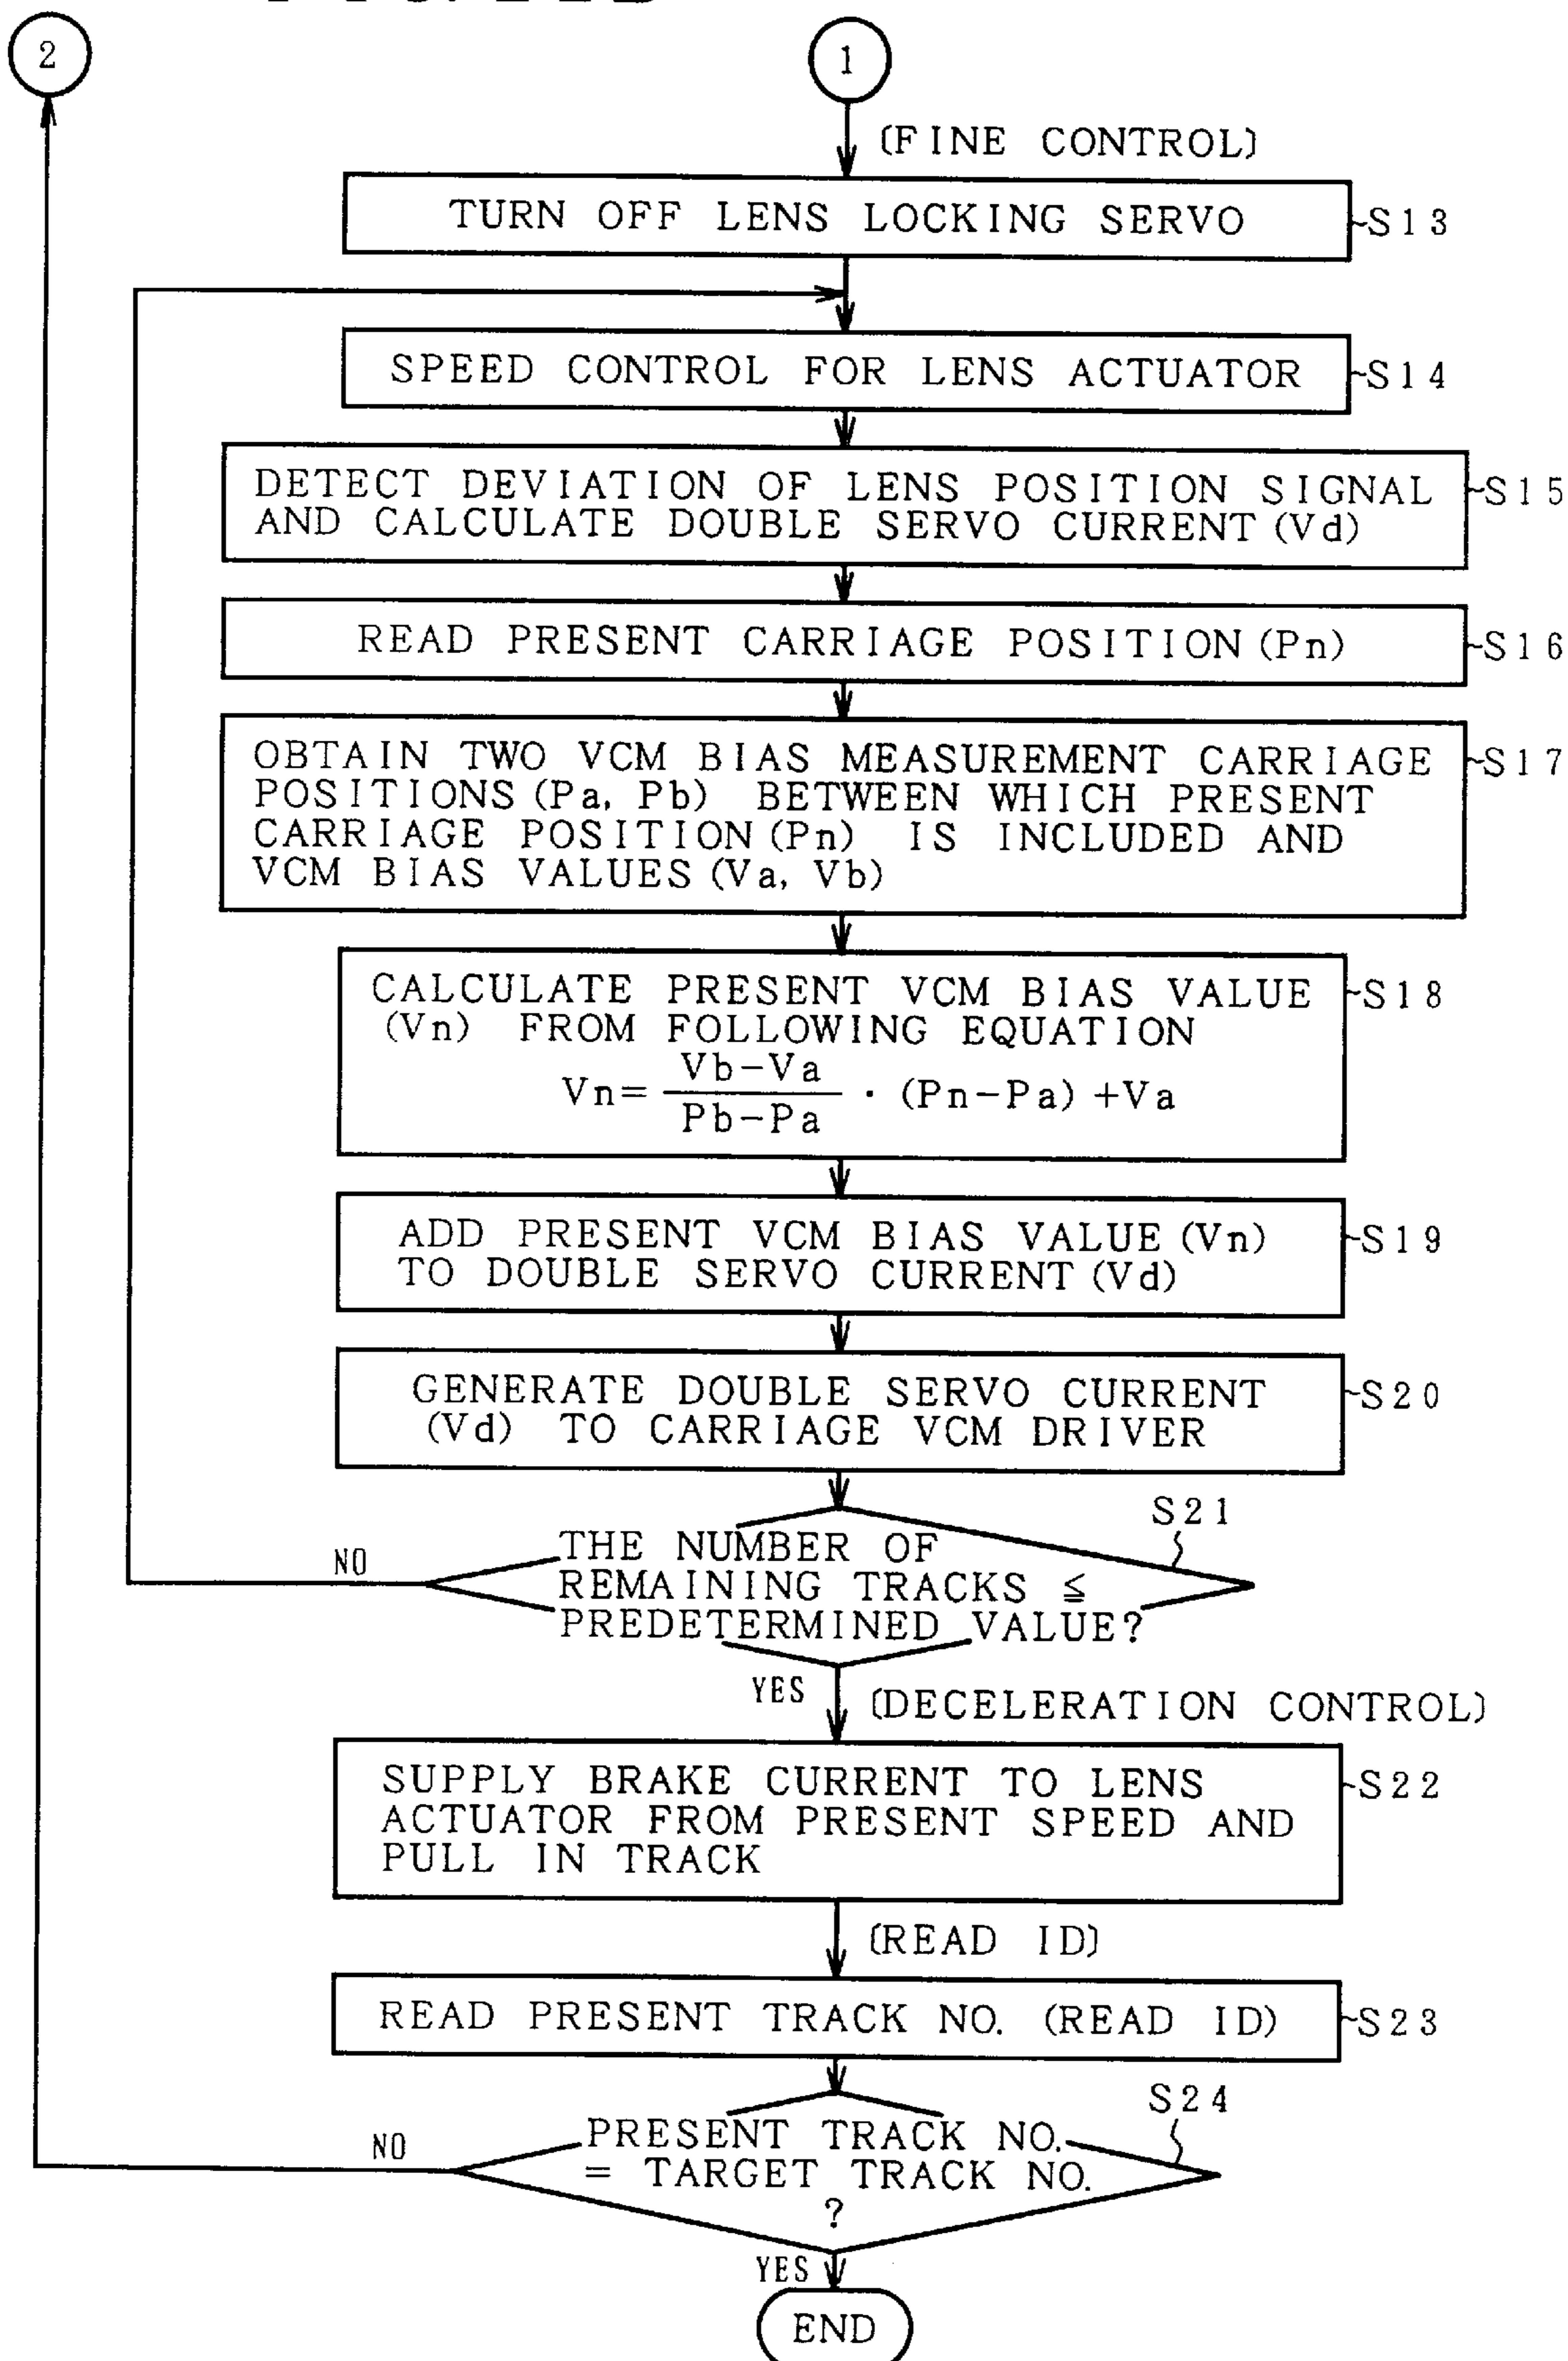 2
1
(FINE CONTROL)
TURN OFF LENS LOCKING SERVO
S13
SPEED CONTROL FOR LENS ACTUATOR
S14
DETECT DEVIATION OF LENS POSITION SIGNAL
AND CALCULATE DOUBLE SERVO CURRENT (Vd)
S15
READ PRESENT CARRIAGE POSITION (Pn)
S16
OBTAIN TWO VCM BIAS MEASUREMENT CARRIAGE
POSITIONS (Pa, Pb) BETWEEN WHICH PRESENT
CARRIAGE POSITION (Pn) IS INCLUDED AND
VCM BIAS VALUES (Va, Vb)
S17
CALCULATE PRESENT VCM BIAS VALUE
(Vn) FROM FOLLOWING EQUATION
Vn= Vb-Va / Pb-Pa · (Pn-Pa) +Va
S18
ADD PRESENT VCM BIAS VALUE (Vn)
TO DOUBLE SERVO CURRENT (Vd)
S19
GENERATE DOUBLE SERVO CURRENT
(Vd) TO CARRIAGE VCM DRIVER
S20
S21
THE NUMBER OF
REMAINING TRACKS ≦
PREDETERMINED VALUE?
NO
YES
(DECELERATION CONTROL)
SUPPLY BRAKE CURRENT TO LENS
ACTUATOR FROM PRESENT SPEED AND
PULL IN TRACK
S22
(READ ID)
READ PRESENT TRACK NO. (READ ID)
S23
S24
PRESENT TRACK NO.
= TARGET TRACK NO.
?
NO
YES
END